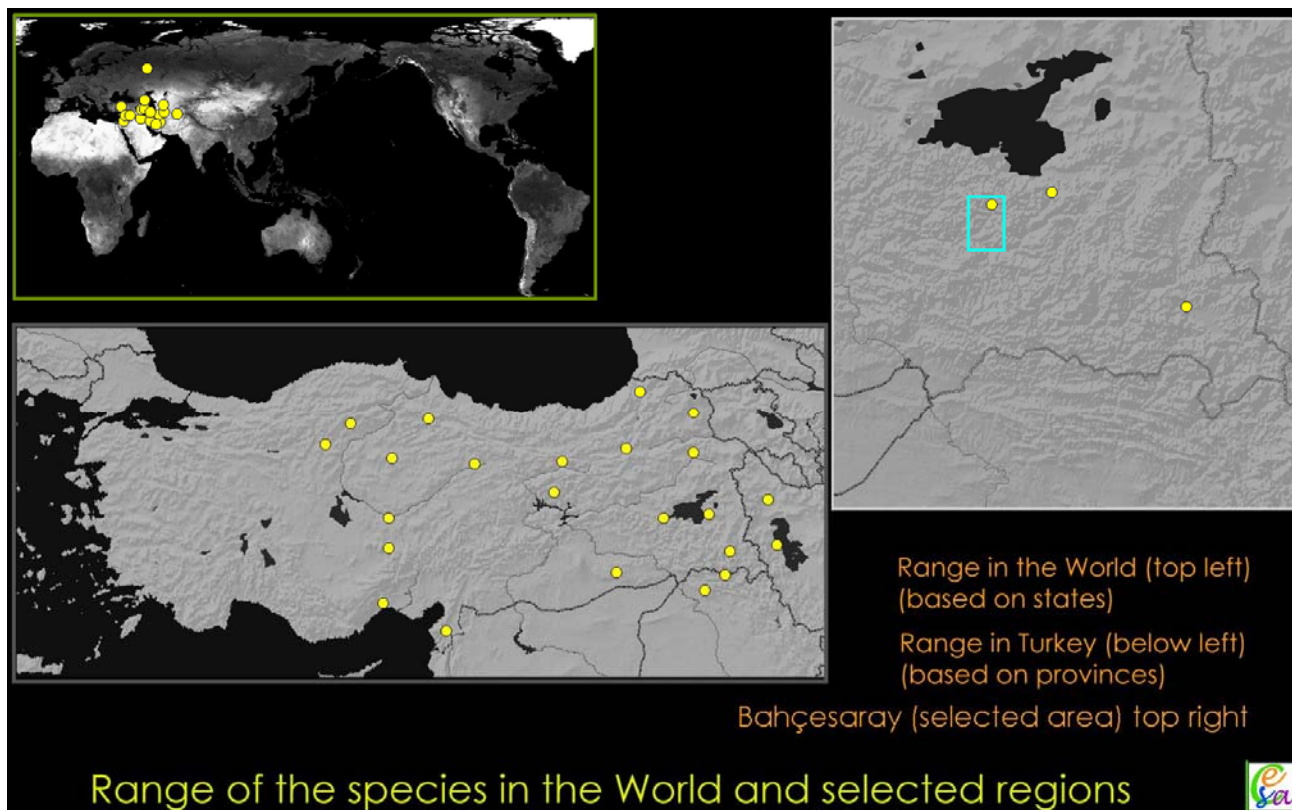 Range in the World (top left)
(based on states)
Range in Turkey (below left)
(based on provinces)
Bahçesaray (selected area) top right
Range of the species in the World and selected regions
esa